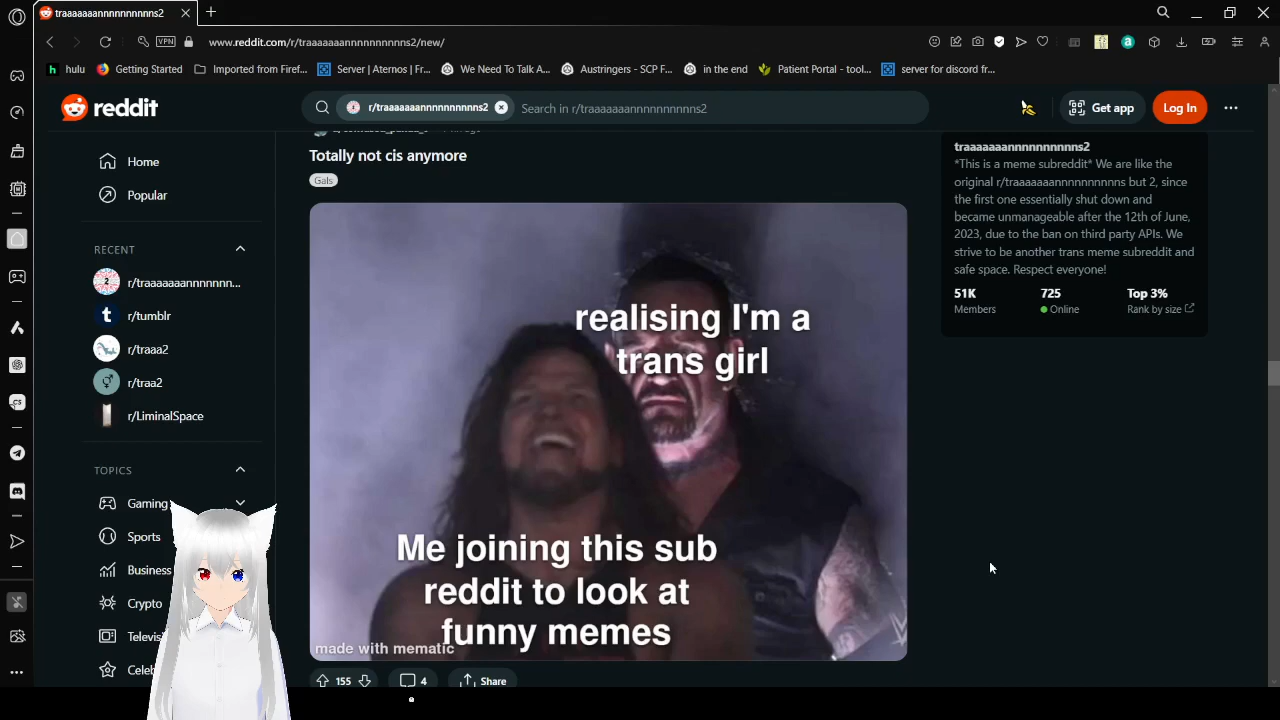 traaaaaaannnnnnnnnns2
www.reddit.com/r/traaaaaaannnnnnnnnns2/new/
VPN
hulu
Getting Started
Imported from Firef...
Server | Aternos | Fr...
We Need To Talk A...
Austringers - SCP F...
in the end
Patient Portal - tool...
server for discord fr...
reddit
r/traaaaaaannnnnnnnnns2
Search in r/traaaaaaannnnnnnnnns2
Get app
Log In
Home
Popular
RECENT
r/traaaaaaannnnnn...
r/tumblr
r/traaa2
r/traa2
r/LiminalSpace
TOPICS
Gaming
Sports
Business
Crypto
Televisi
Celeb
Totally not cis anymore
Gals
realising I'm a
trans girl
Me joining this sub
reddit to look at
funny memes
made with mematic
155
4
Share
traaaaaaannnnnnnnnns2
*This is a meme subreddit* We are like the
original r/traaaaaaannnnnnnnnns but 2, since
the first one essentially shut down and
became unmanageable after the 12th of June,
2023, due to the ban on third party APIs. We
strive to be another trans meme subreddit and
safe space. Respect everyone!
51K
725
Top 3%
Members
Online
Rank by size